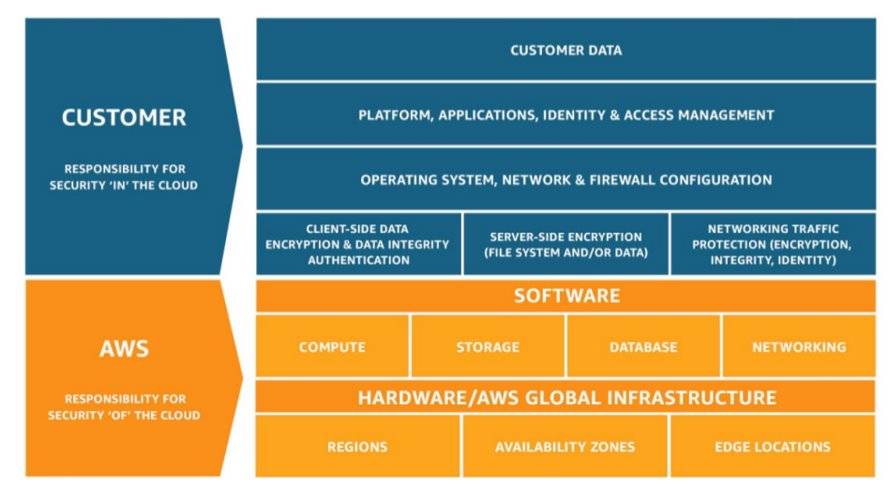 CUSTOMER
RESPONSIBILITY FOR
SECURITY ‘IN’ THE CLOUD
CUSTOMER DATA
PLATFORM, APPLICATIONS, IDENTITY & ACCESS MANAGEMENT
OPERATING SYSTEM, NETWORK & FIREWALL CONFIGURATION
CLIENT-SIDE DATA
ENCRYPTION & DATA INTEGRITY
AUTHENTICATION
SERVER-SIDE ENCRYPTION
(FILE SYSTEM AND/OR DATA)
NETWORKING TRAFFIC
PROTECTION (ENCRYPTION,
INTEGRITY, IDENTITY)
AWS
RESPONSIBILITY FOR
SECURITY ‘OF’ THE CLOUD
SOFTWARE
COMPUTE
STORAGE
DATABASE
NETWORKING
HARDWARE/AWS GLOBAL INFRASTRUCTURE
REGIONS
AVAILABILITY ZONES
EDGE LOCATIONS